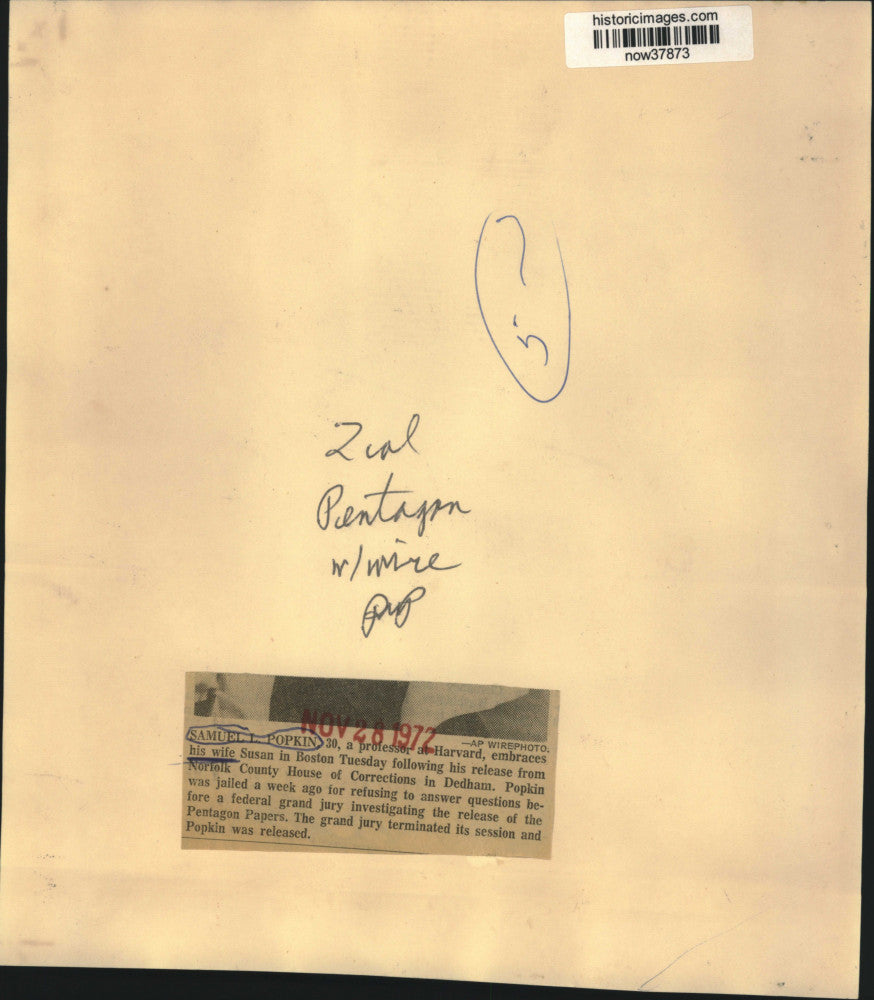 historicimages.com
now37873
2 col
Pentagon
w/wire
NOV 28 1972
—AP WIREPHOTO.
SAMUEL L. POPKIN, 30, a professor at Harvard, embraces
his wife Susan in Boston Tuesday following his release from
Norfolk County House of Corrections in Dedham. Popkin
was jailed a week ago for refusing to answer questions be-
fore a federal grand jury investigating the release of the
Pentagon Papers. The grand jury terminated its session and
Popkin was released.